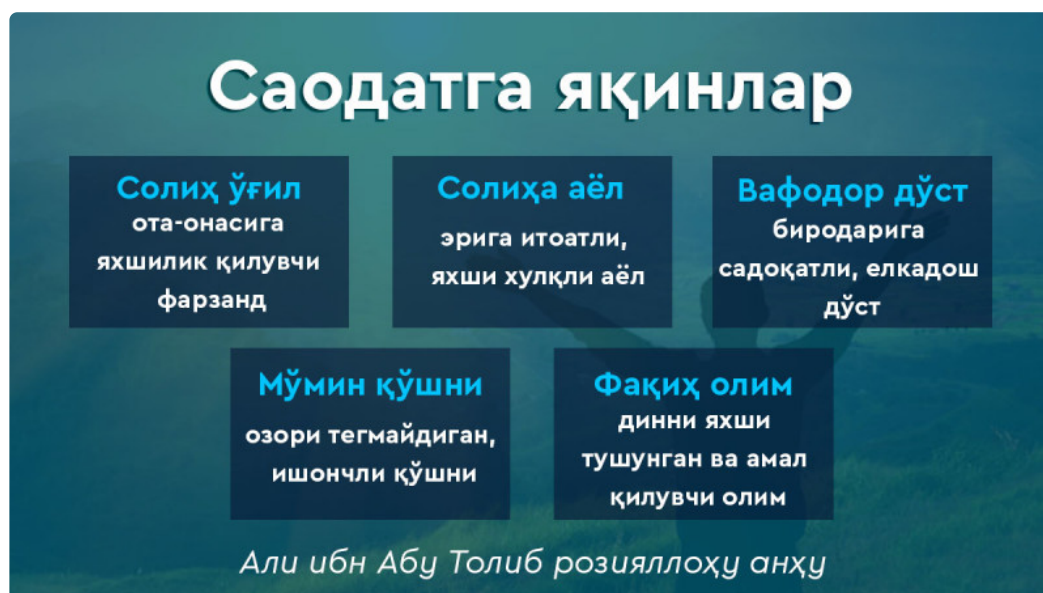 Саодатга яқинлар
Солиҳ ўғил
ота-онасига
яхшилик қилувчи
фарзанд
Солиҳа аёл
эрига итоатли,
яхши хулқли аёл
Вафодор дўст
биродарига
садоқатли, елкадош
дўст
Мўмин қўшни
озори тегмайдиган,
ишончли қўшни
Фақиҳ олим
динни яхши
тушунган ва амал
қилувчи олим
Али ибн Абу Толиб розияллоҳу анҳу